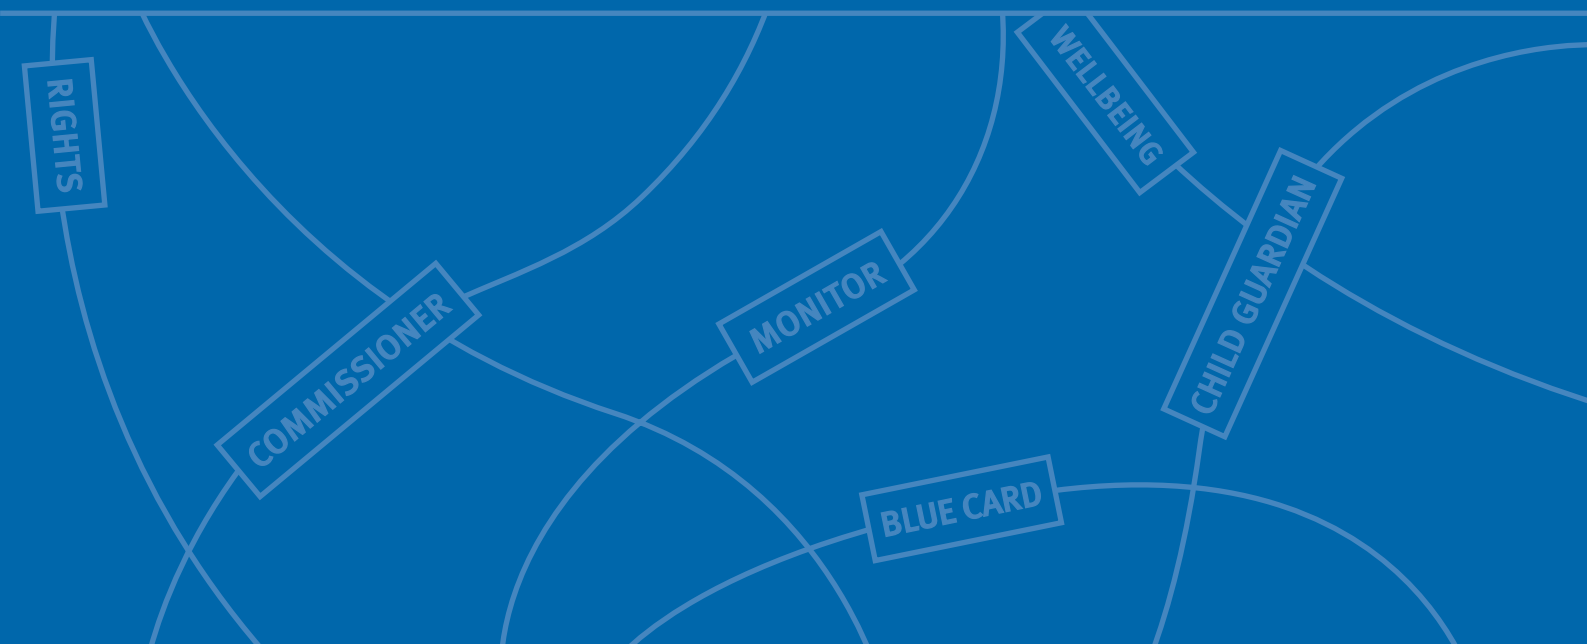 RIGHTS
WELLBEING
COMMISSIONER
MONITOR
CHILD GUARDIAN
BLUE CARD